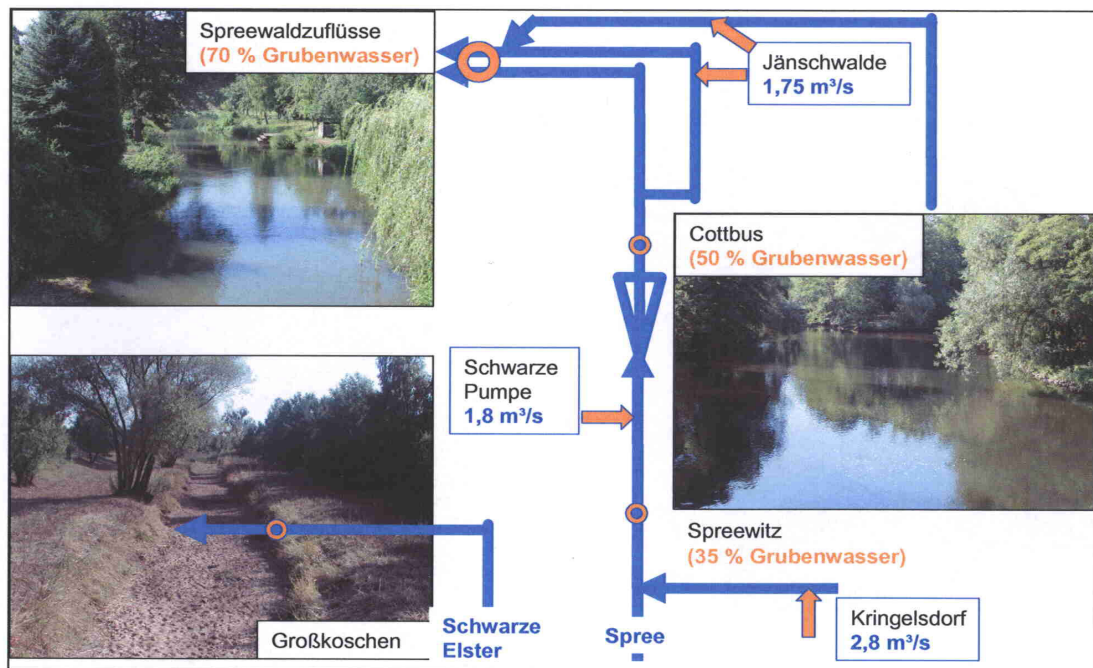 Spreewaldzuflüsse
(70 % Grubenwasser)
Jänschwalde
1,75 m³/s
Cottbus
(50 % Grubenwasser)
Schwarze
Pumpe
1,8 m³/s
Spreewitz
(35 % Grubenwasser)
Kringelsdorf
2,8 m³/s
Großkoschen
Schwarze
Elster
Spree